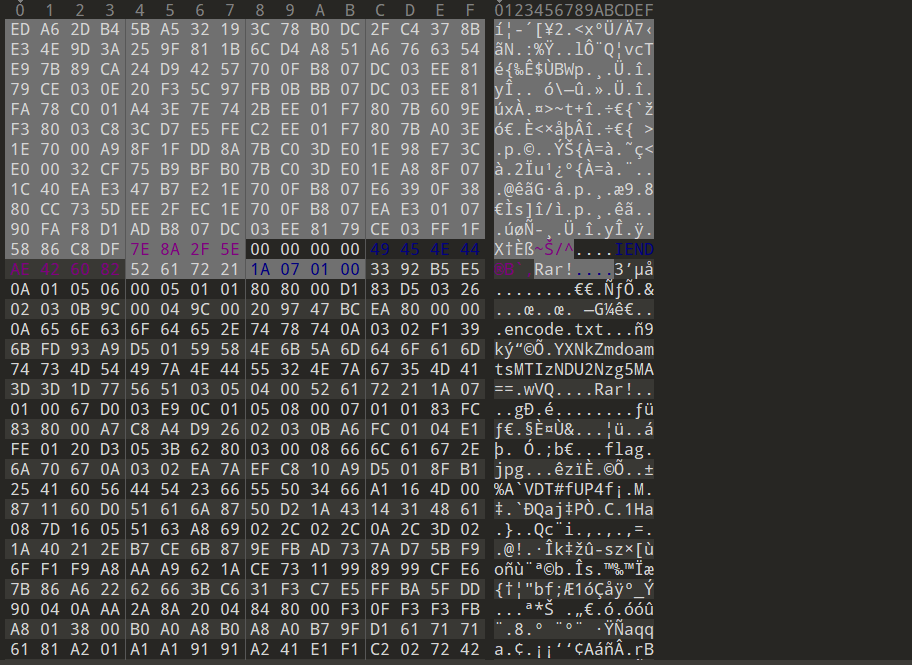 0 1 2 3 4 5 6 7 8 9 A B C D E F 0123456789ABCDEF
ED A6 2D B4 5B A5 32 19 3C 78 B0 DC 2F C4 37 8B í¦-´[¥2.<x°Ü/Ä7‹
E3 4E 9D 3A 25 9F 81 1B 6C D4 A8 51 A6 76 63 54 ãN.:%Ÿ..lÔ¨Q¦vcT
E9 7B 89 CA 24 D9 42 57 70 0F B8 07 DC 03 EE 81 é{‰Ê$ÙBWp.¸.Ü.î.
79 CE 03 0E 20 F3 5C 97 FB 0B BB 07 DC 03 EE 81 yÎ.. ó\—û.».Ü.î.
FA 78 C0 01 A4 3E 7E 74 2B EE 01 F7 80 7B 60 9E úxÀ.¤>~t+î.÷€{`ž
F3 80 03 C8 3C D7 E5 FE C2 EE 01 F7 80 7B A0 3E ó€.È<×åþÂî.÷€{ >
1E 70 00 A9 8F 1F DD 8A 7B C0 3D E0 1E 98 E7 3C .p.©..ÝŠ{À=à.˜ç<
E0 00 32 CF 75 B9 BF B0 7B C0 3D E0 1E A8 8F 07 à.2Ïu¹¿°{À=à.¨..
1C 40 EA E3 47 B7 E2 1E 70 0F B8 07 E6 39 0F 38 .@êãG·â.p.¸.æ9.8
80 CC 73 5D EE 2F EC 1E 70 0F B8 07 EA E3 01 07 €Ìs]î/ì.p.¸.êã..
90 FA F8 D1 AD B8 07 DC 03 EE 81 79 CE 03 FF 1F .úøÑ-¸.Ü.î.yÎ.ÿ.
58 86 C8 DF 7E 8A 2F 5E 00 00 00 00 49 45 4E 44 X†Èß~Š/^....IEND
AE 42 60 82 52 61 72 21 1A 07 01 00 33 92 B5 E5 ®B`‚Rar!....3’µå
0A 01 05 06 00 05 01 01 80 80 00 D1 83 D5 03 26 ........€€.ÑƒÕ.&
02 03 0B 9C 00 04 9C 00 20 97 47 BC EA 80 00 00 ...œ..œ. —G¼ê€..
0A 65 6E 63 6F 64 65 2E 74 78 74 0A 03 02 F1 39 .encode.txt...ñ9
6B FD 93 A9 D5 01 59 58 4E 6B 5A 6D 64 6F 61 6D ký“©Õ.YXNkZmdoam
74 73 4D 54 49 7A 4E 44 55 32 4E 7A 67 35 4D 41 tsMTIzNDU2Nzg5MA
3D 3D 1D 77 56 51 03 05 04 00 52 61 72 21 1A 07 ==.wVQ....Rar!..
01 00 67 D0 03 E9 0C 01 05 08 00 07 01 01 83 FC ..gÐ.é........ƒü
83 80 00 A7 C8 A4 D9 26 02 03 0B A6 FC 01 04 E1 ƒ€.§È¤Ù&...¦ü..á
FE 01 20 D3 05 3B 62 80 03 00 08 66 6C 61 67 2E þ. Ó.;b€...flag.
6A 70 67 0A 03 02 EA 7A EF C8 10 A9 D5 01 8F B1 jpg...êzïÈ.©Õ..±
25 41 60 56 44 54 23 66 55 50 34 66 A1 16 4D 00 %A`VDT#fUP4f¡.M.
87 11 60 D0 51 61 6A 87 50 D2 1A 43 14 31 48 61 ‡.`ÐQaj‡PÒ.C.1Ha
08 7D 16 05 51 63 A8 69 02 2C 02 2C 0A 2C 3D 02 .}..Qc¨i.,.,.,=.
1A 40 21 2E B7 CE 6B 87 9E FB AD 73 7A D7 5B F9 .@!.·Îk‡žû-sz×[ù
6F F1 F9 A8 AA A9 62 1A CE 73 11 99 89 99 CF E6 oñù¨ª©b.Îs.™‰™Ïæ
7B 86 A6 22 62 66 3B C6 31 F3 C7 E5 FF BA 5F DD {†¦"bf;Æ1óÇåÿº_Ý
90 04 0A AA 2A 8A 20 04 84 80 00 F3 0F F3 F3 FB ...ª*Š .„€.ó.óóû
A8 01 38 00 B0 A0 A8 B0 A8 A0 B7 9F D1 61 71 71 ¨.8.° ¨°¨ ·ŸÑaqq
61 81 A2 01 A1 A1 91 91 A2 41 E1 F1 C2 02 72 42 a.¢.¡¡‘‘¢AáñÂ.rB